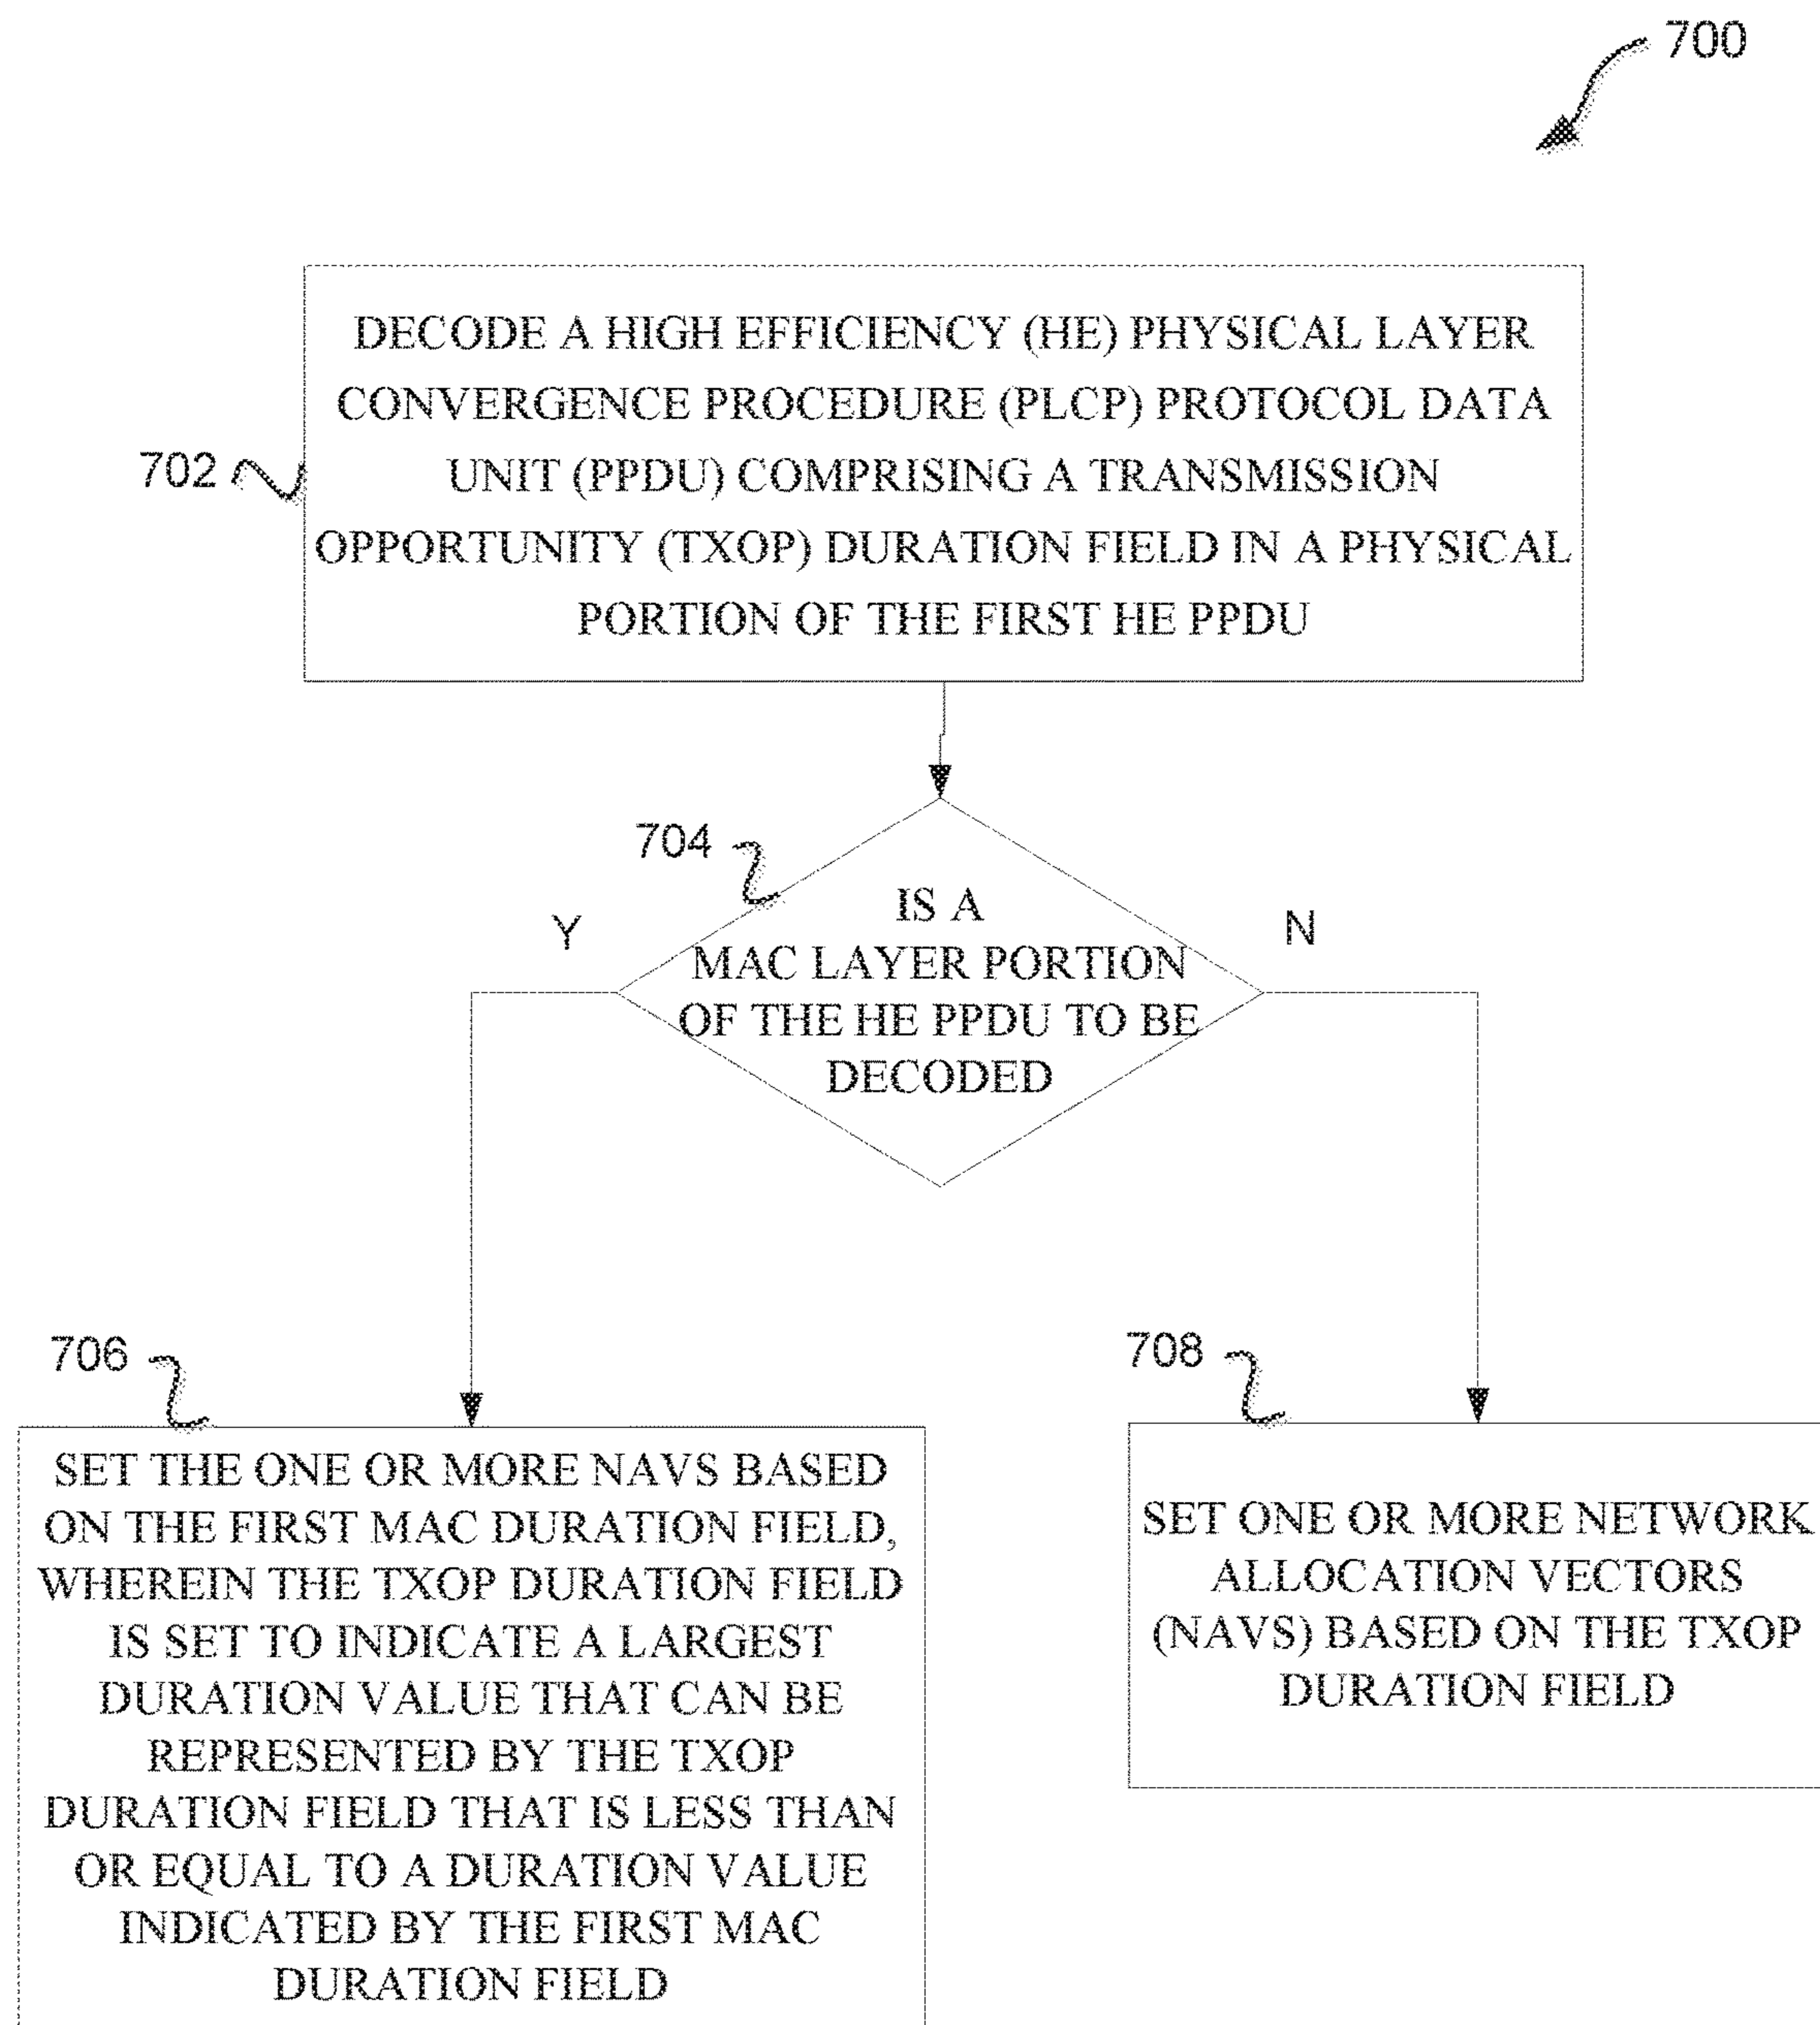 700
DECODE A HIGH EFFICIENCY (HE) PHYSICAL LAYER
CONVERGENCE PROCEDURE (PLCP) PROTOCOL DATA
UNIT (PPDU) COMPRISING A TRANSMISSION
OPPORTUNITY (TXOP) DURATION FIELD IN A PHYSICAL
PORTION OF THE FIRST HE PPDU
702
704
IS A
MAC LAYER PORTION
OF THE HE PPDU TO BE
DECODED
Y
N
706
SET THE ONE OR MORE NAVS BASED
ON THE FIRST MAC DURATION FIELD,
WHEREIN THE TXOP DURATION FIELD
IS SET TO INDICATE A LARGEST
DURATION VALUE THAT CAN BE
REPRESENTED BY THE TXOP
DURATION FIELD THAT IS LESS THAN
OR EQUAL TO A DURATION VALUE
INDICATED BY THE FIRST MAC
DURATION FIELD
708
SET ONE OR MORE NETWORK
ALLOCATION VECTORS
(NAVS) BASED ON THE TXOP
DURATION FIELD